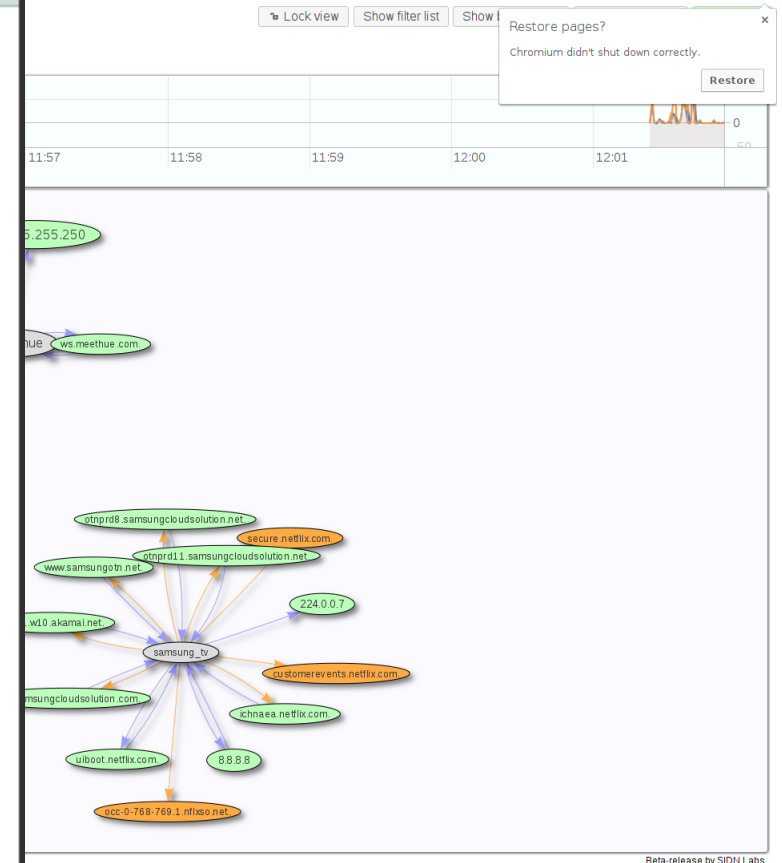 Lock view Show filter list Show
Restore pages?
Chromium didn't shut down correctly.
Restore
0
50
11:57 11:58 11:59 12:00 12:01
5.255.250
hue
ws.meethue.com.
otnprd8.samsungcloudsolution.net.
secure.netflix.com.
otnprd11.samsungcloudsolution.net.
www.samsungotn.net.
224.0.0.7
.w10.akamai.net.
samsung_tv
customerevents.netflix.com.
msungcloudsolution.com.
ichnaea.netflix.com.
uiboot.netflix.com.
8.8.8.8
occ-0-768-769.1.nflxso.net.
Beta-release by SIDN Labs